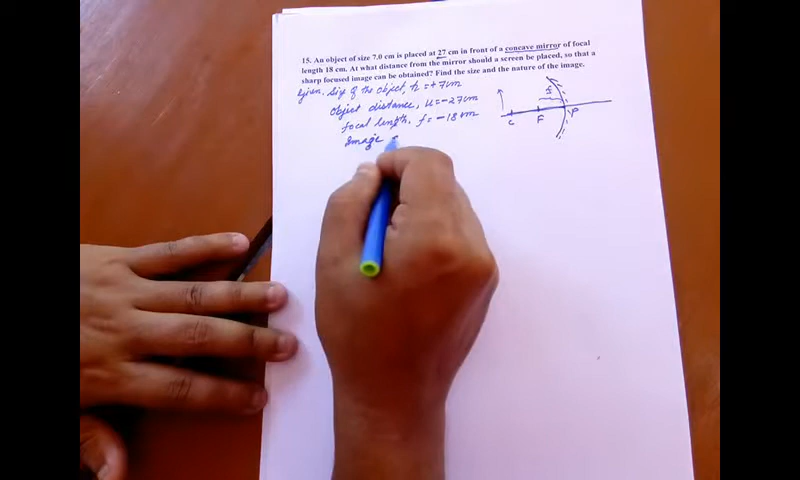 15. An object of size 7.0 cm is placed at 27 cm in front of a concave mirror of focal
length 18 cm. At what distance from the mirror should a screen be placed, so that a
sharp focused image can be obtained? Find the size and the nature of the image.
Given. Size of the object, h = +7cm
Object distance, u = -27cm
focal length, f = -18 cm
Image
f
C F P